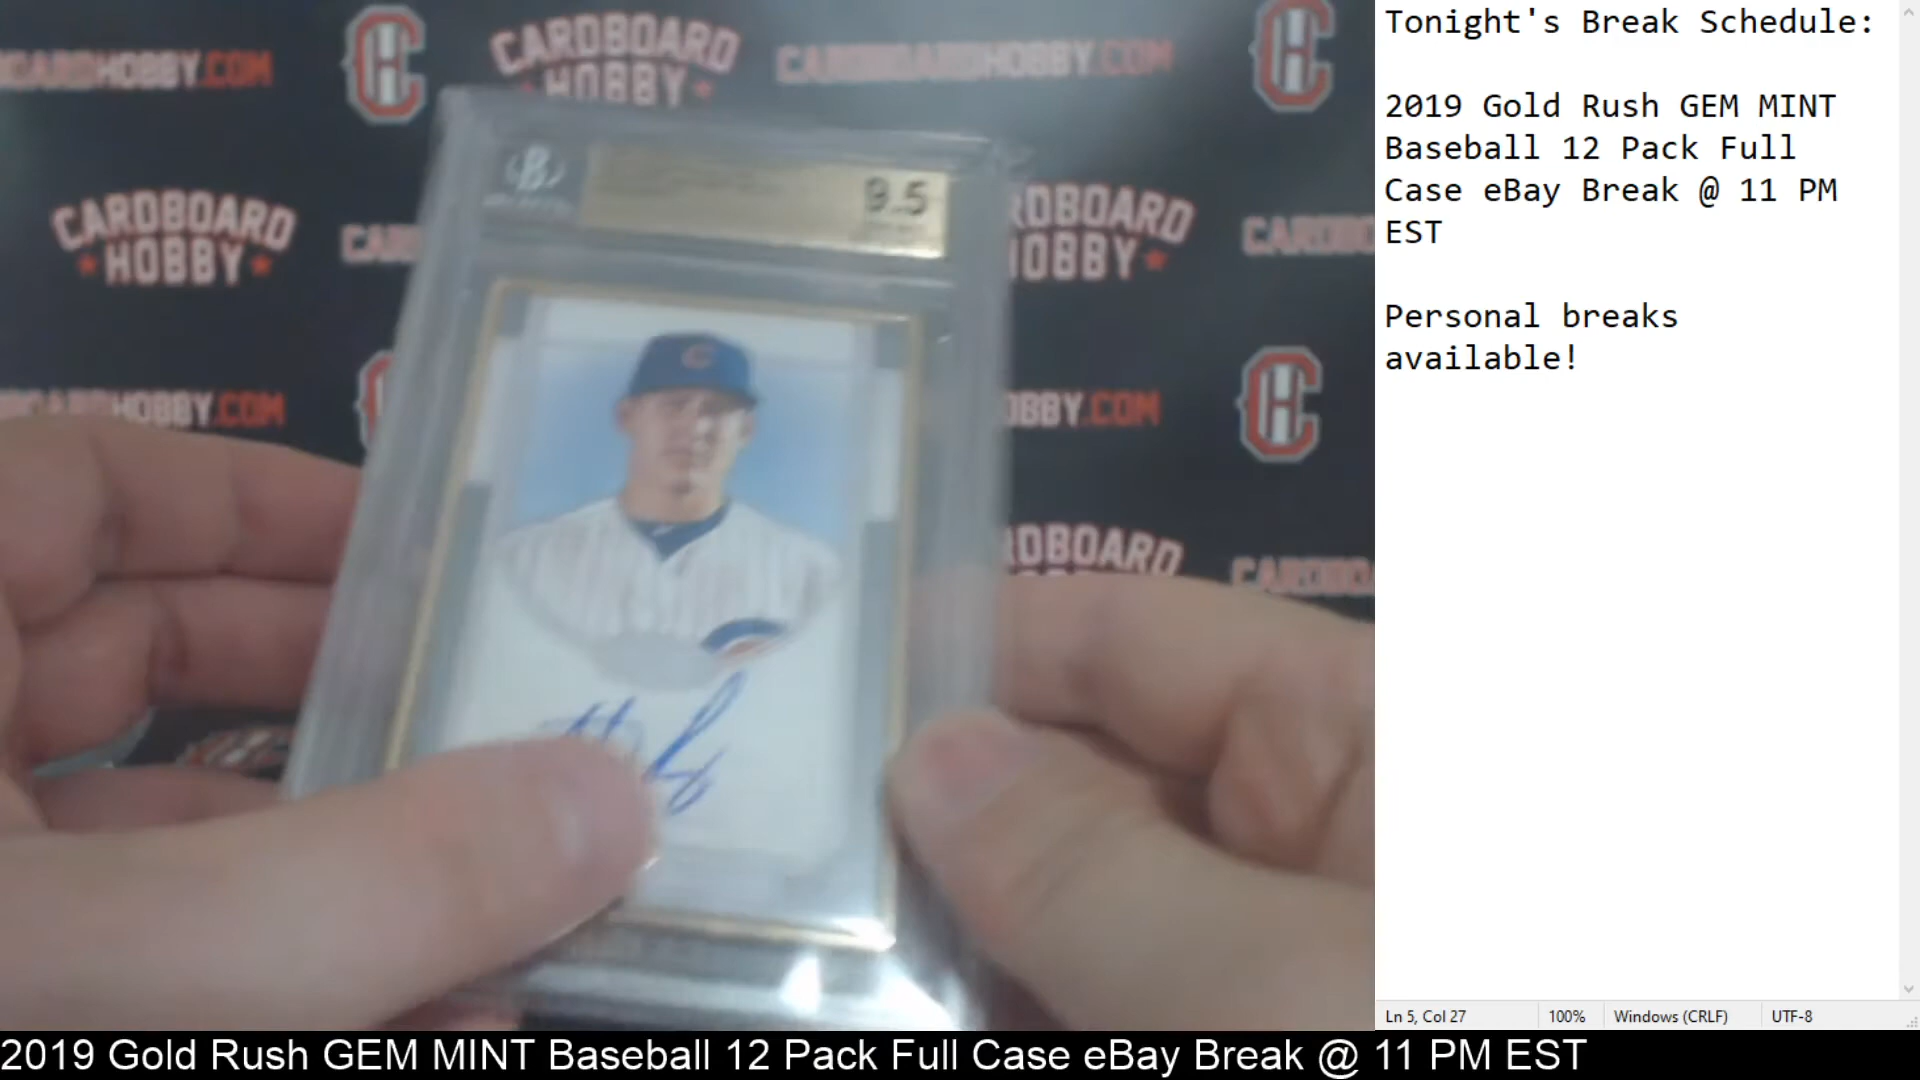 CARDBOARD
HOBBY
CARDBOARDHOBBY.COM
CARDBOARD
HOBBY
9.5
Tonight's Break Schedule:
2019 Gold Rush GEM MINT
Baseball 12 Pack Full
Case eBay Break @ 11 PM
EST
Personal breaks
available!
Ln 5, Col 27
100%
Windows (CRLF)
UTF-8
2019 Gold Rush GEM MINT Baseball 12 Pack Full Case eBay Break @ 11 PM EST